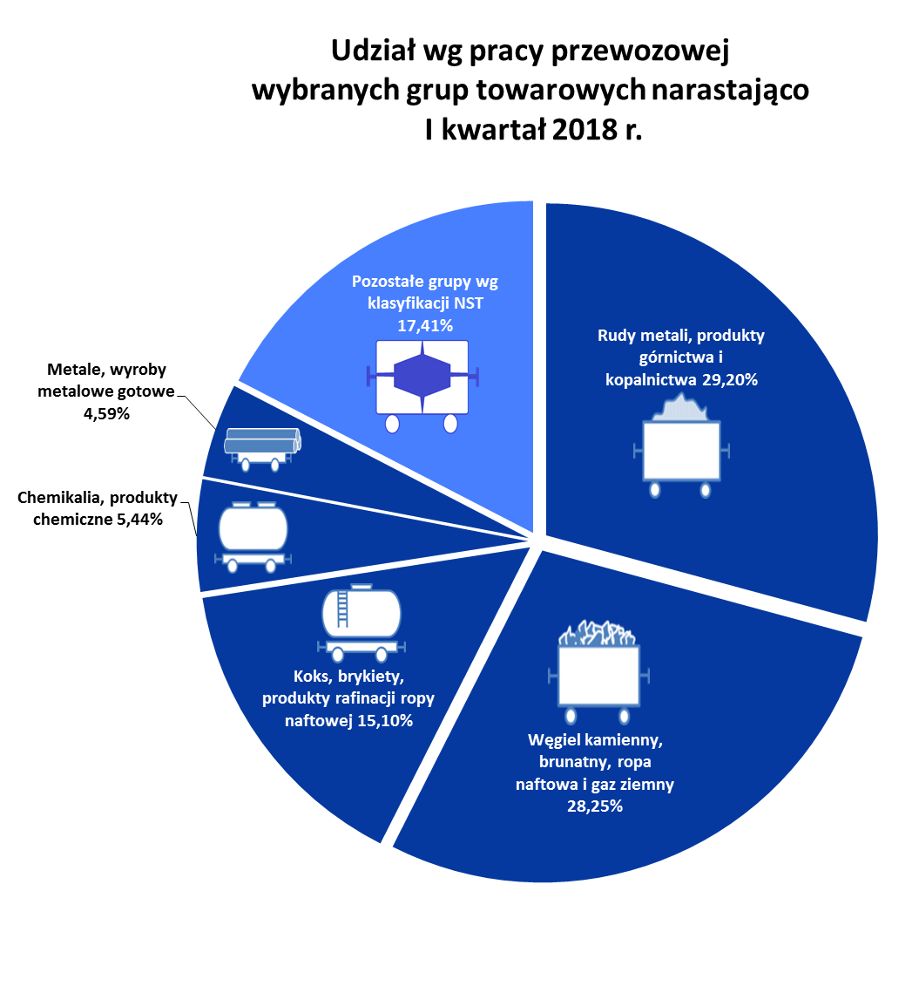 Udział wg pracy przewozowej
wybranych grup towarowych narastająco
I kwartał 2018 r.
Pozostałe grupy wg
klasyfikacji NST
17,41%
Rudy metali, produkty
górnictwa i
kopalnictwa 29,20%
Metale, wyroby
metalowe gotowe
4,59%
Chemikalia, produkty
chemiczne 5,44%
Koks, brykiety,
produkty rafinacji ropy
naftowej 15,10%
Węgiel kamienny,
brunatny, ropa
naftowa i gaz ziemny
28,25%